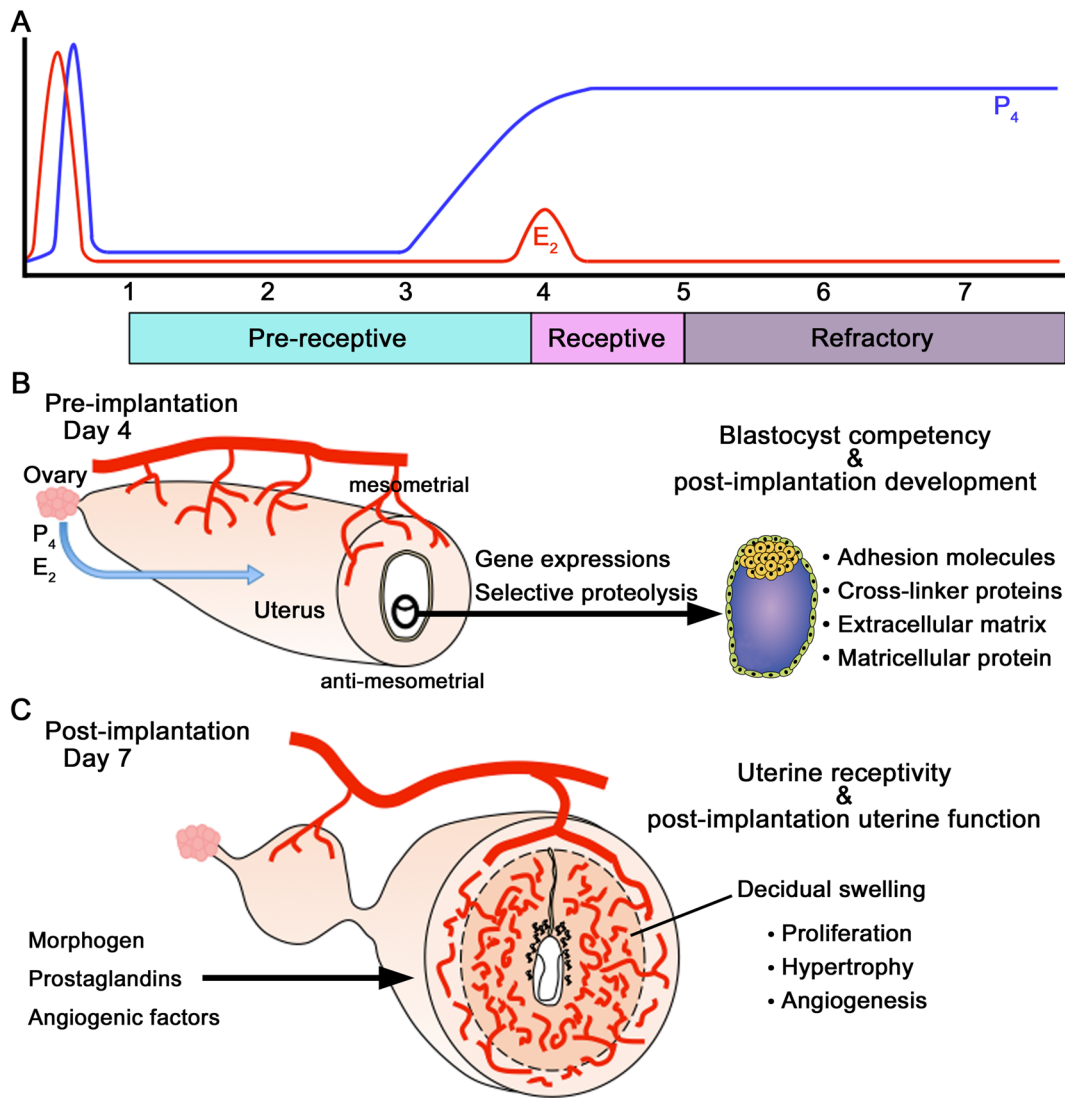 A
P4
E2
1 2 3 4 5 6 7
Pre-receptive Receptive Refractory
B
Pre-implantation
Day 4
Ovary
P4
E2
mesometrial
Uterus
anti-mesometrial
Gene expressions
Selective proteolysis
Blastocyst competency
&
post-implantation development
• Adhesion molecules
• Cross-linker proteins
• Extracellular matrix
• Matricellular protein
C
Post-implantation
Day 7
Morphogen
Prostaglandins
Angiogenic factors
Uterine receptivity
&
post-implantation uterine function
Decidual swelling
• Proliferation
• Hypertrophy
• Angiogenesis